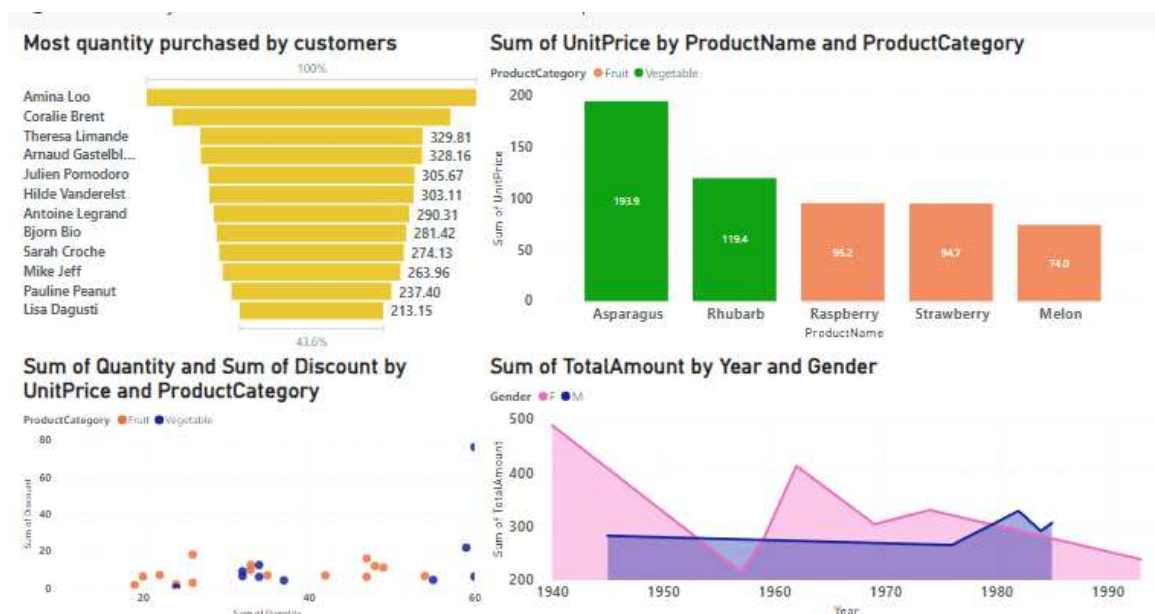 Most quantity purchased by customers
100%
Amina Loo
Coralie Brent
Theresa Limande 329.81
Arnaud Gastelbl... 328.16
Julien Pomodoro 305.67
Hilde Vanderelst 303.11
Antoine Legrand 290.31
Bjorn Bio 281.42
Sarah Croche 274.13
Mike Jeff 263.96
Pauline Peanut 237.40
Lisa Dagusti 213.15
43.6%
Sum of UnitPrice by ProductName and ProductCategory
ProductCategory Fruit Vegetable
Sum of UnitPrice
200
150
100
50
0
193.9
119.4
95.2
94.7
74.0
Asparagus Rhubarb Raspberry Strawberry Melon
ProductName
Sum of Quantity and Sum of Discount by
UnitPrice and ProductCategory
ProductCategory Fruit Vegetable
Sum of Discount
80
60
40
20
0
20 40 60
Sum of Quantity
Sum of TotalAmount by Year and Gender
Gender F M
Sum of TotalAmount
500
400
300
200
1940 1950 1960 1970 1980 1990
Year